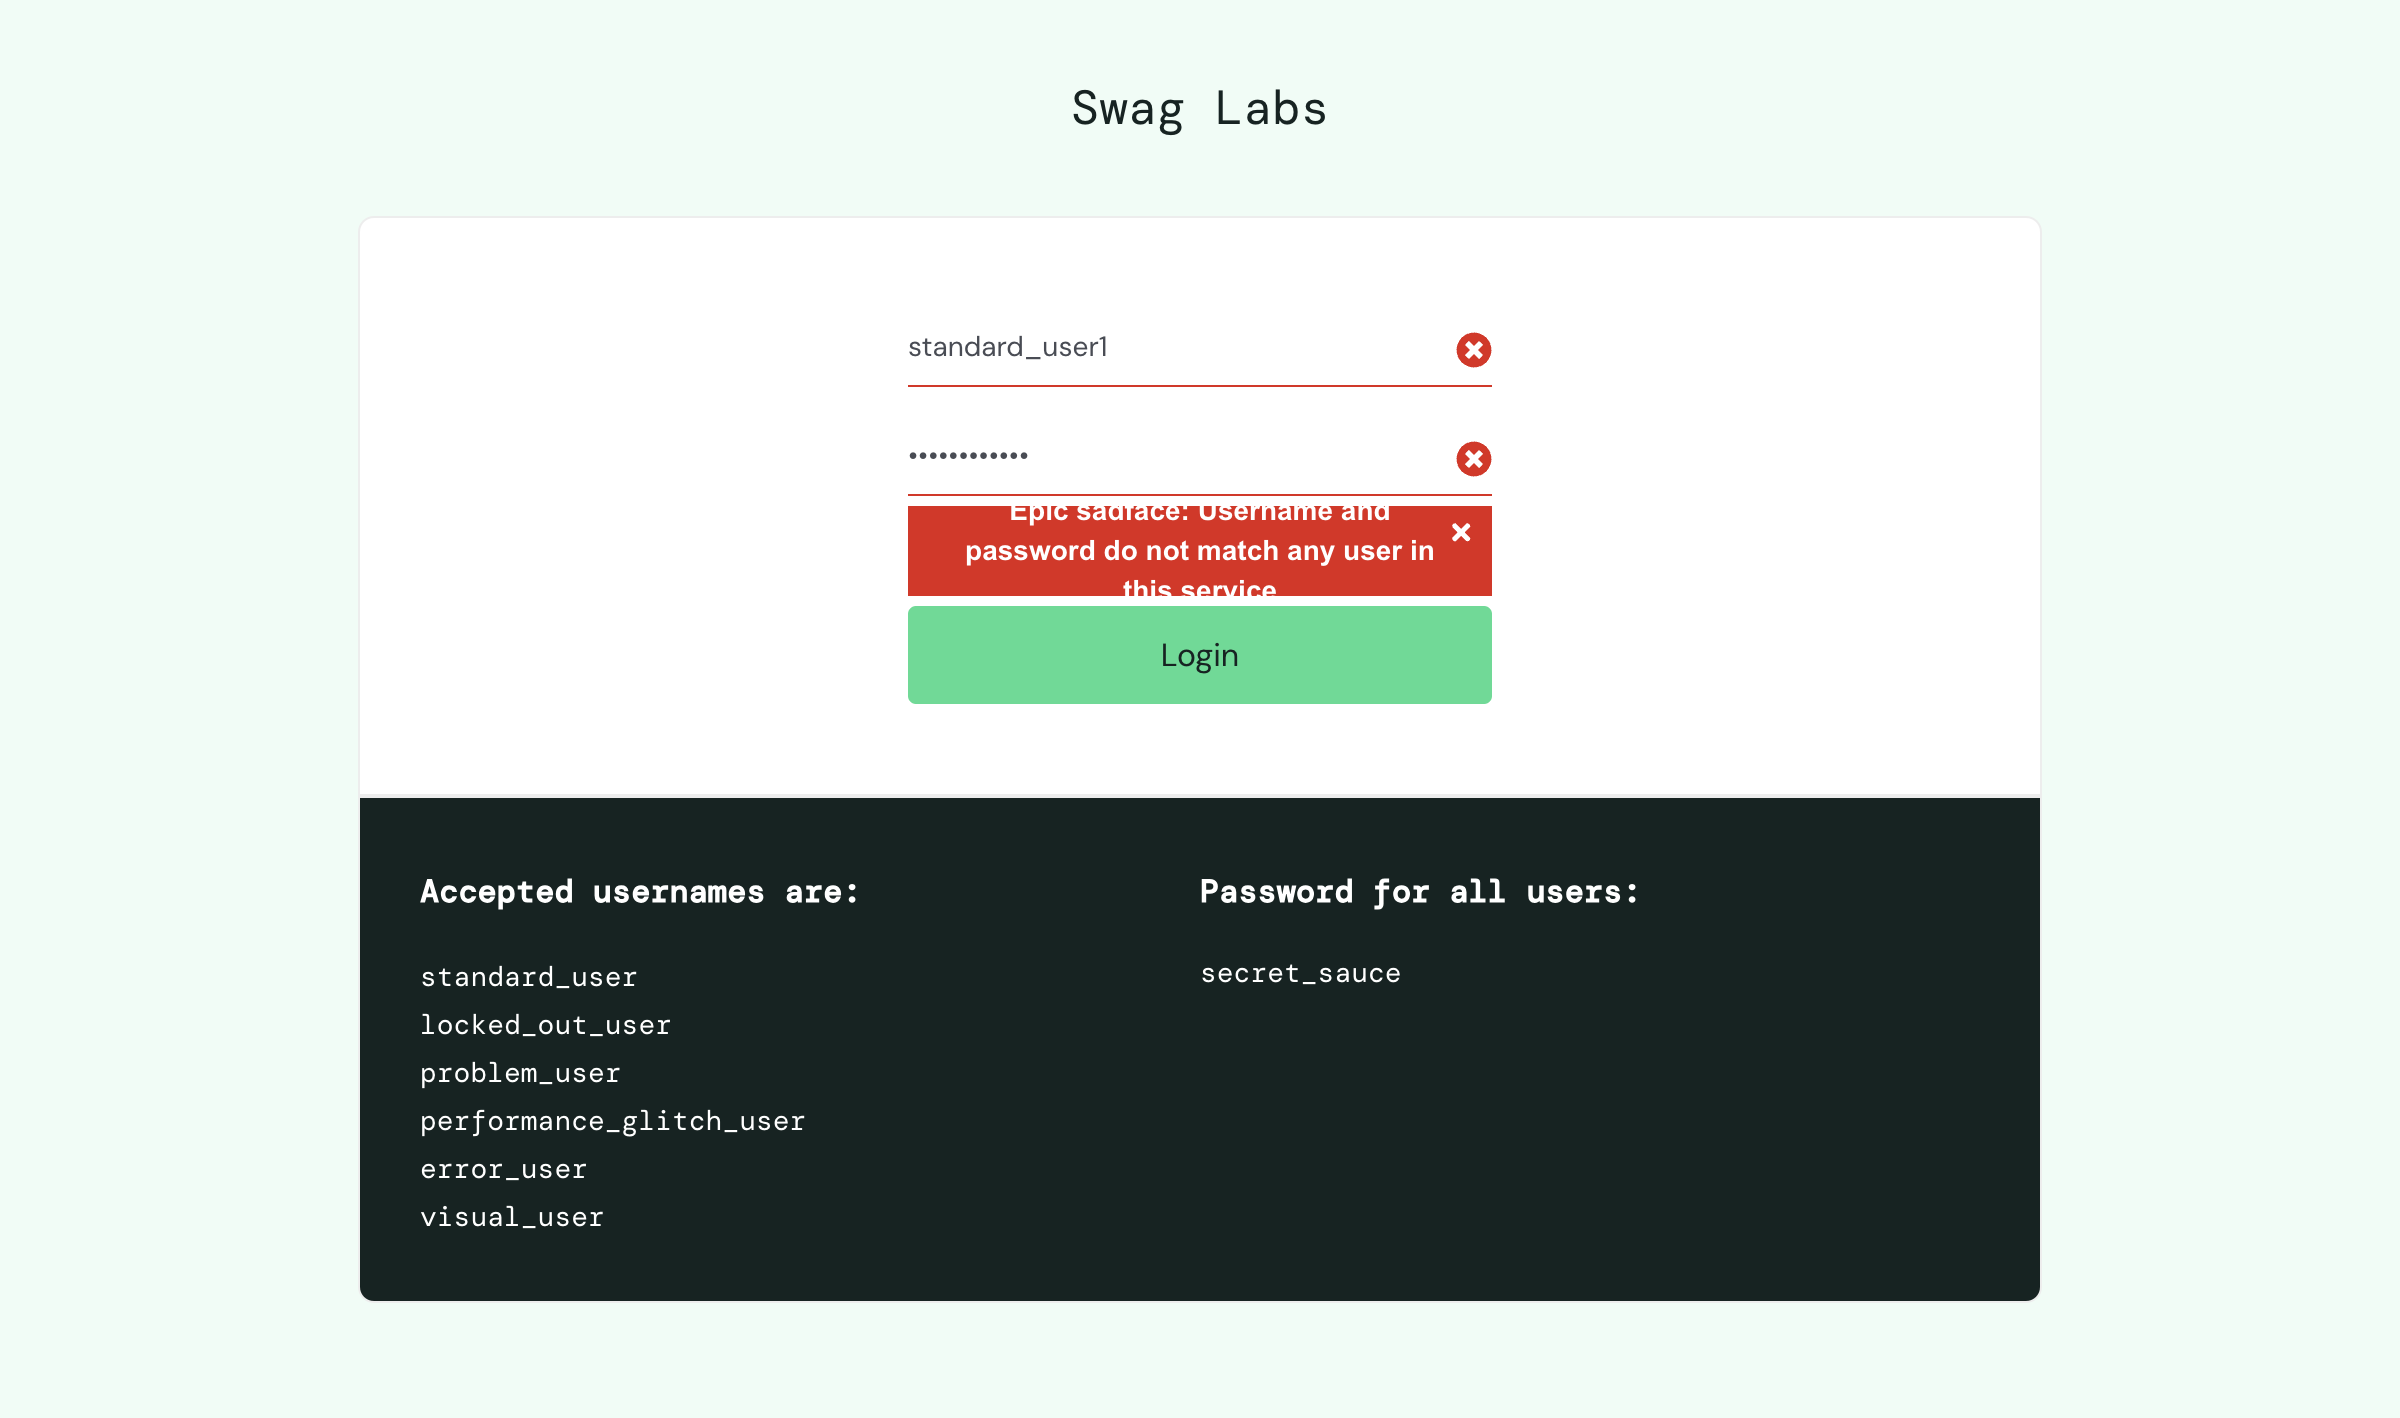 Swag Labs
standard_user1
••••••••••••
Epic sadface: Username and
password do not match any user in
this service
Login
Accepted usernames are:
standard_user
locked_out_user
problem_user
performance_glitch_user
error_user
visual_user
Password for all users:
secret_sauce